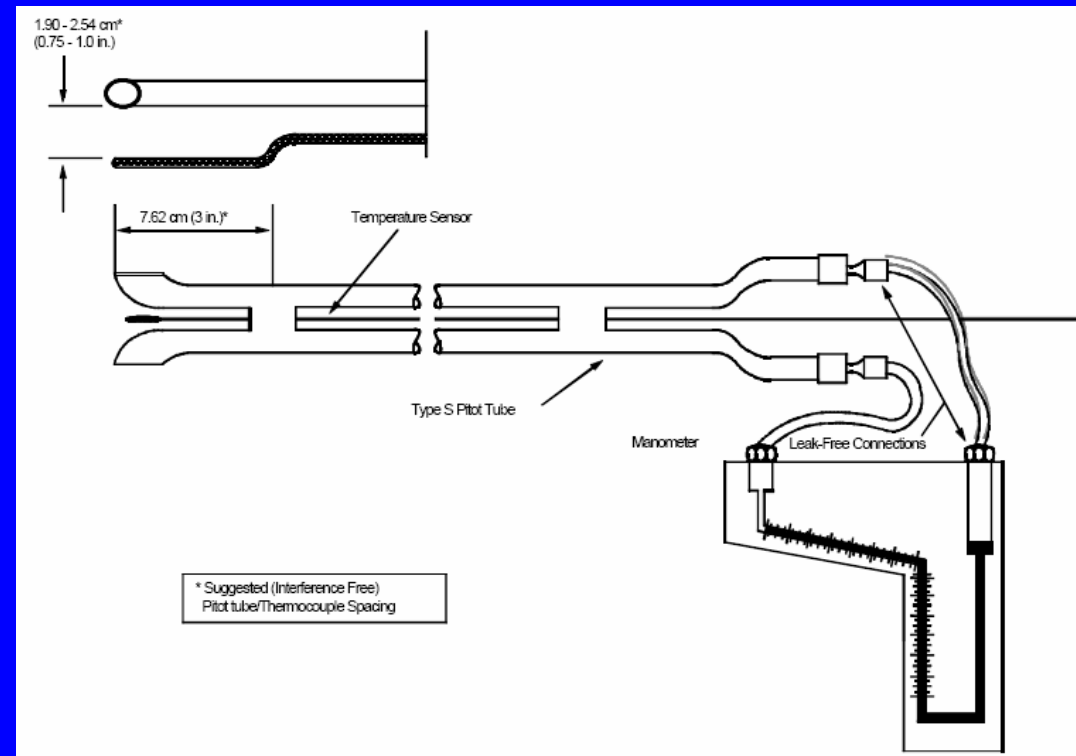 1.90 - 2.54 cm*
(0.75 - 1.0 in.)
7.62 cm (3 in.)*
Temperature Sensor
Type S Pitot Tube
Manometer
Leak-Free Connections
* Suggested (Interference Free)
Pitot tube/Thermocouple Spacing